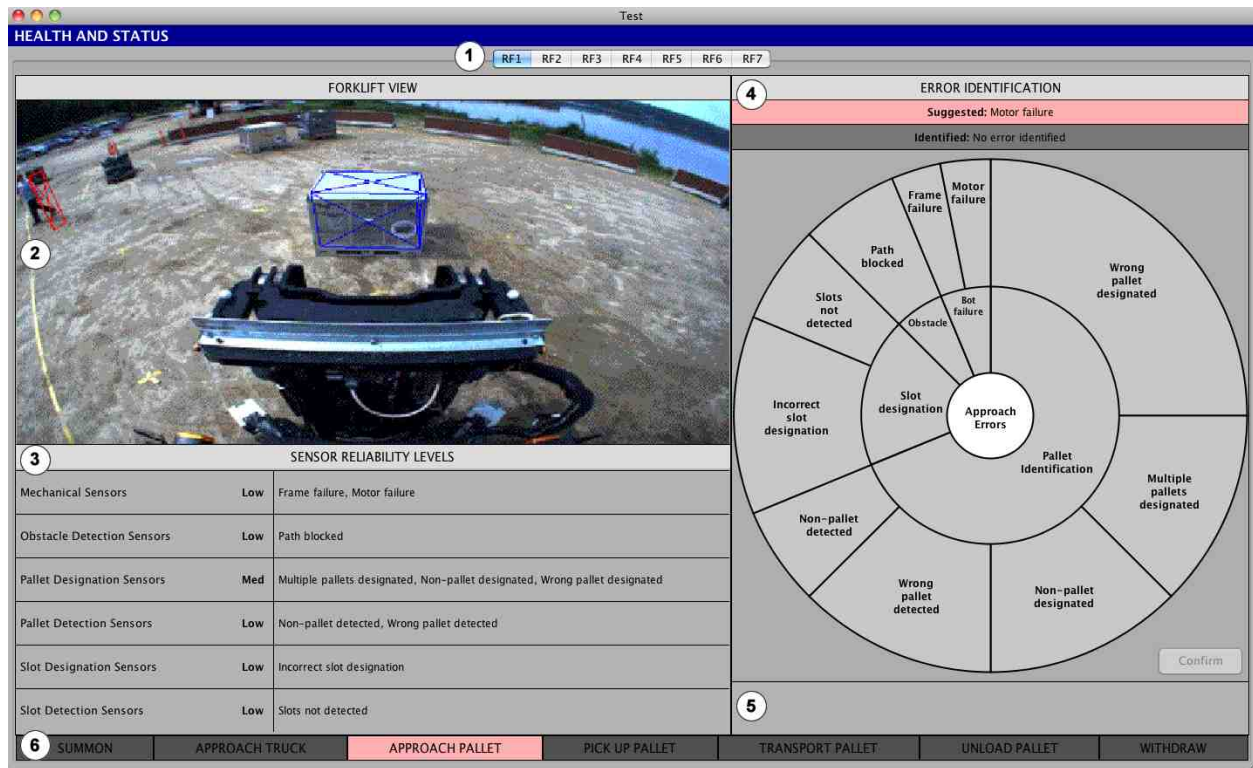 Test
HEALTH AND STATUS
1
RF1 RF2 RF3 RF4 RF5 RF6 RF7
FORKLIFT VIEW
2
3
SENSOR RELIABILITY LEVELS
Mechanical Sensors Low Frame failure, Motor failure
Obstacle Detection Sensors Low Path blocked
Pallet Designation Sensors Med Multiple pallets designated, Non-pallet designated, Wrong pallet designated
Pallet Detection Sensors Low Non-pallet detected, Wrong pallet detected
Slot Designation Sensors Low Incorrect slot designation
Slot Detection Sensors Low Slots not detected
4
ERROR IDENTIFICATION
Suggested: Motor failure
Identified: No error identified
Motor
failure
Frame
failure
Path
blocked
Slots
not
detected
Incorrect
slot
designation
Non-pallet
detected
Wrong
pallet
detected
Non-pallet
designated
Multiple
pallets
designated
Wrong
pallet
designated
Bot
failure
Obstacle
Slot
designation
Approach
Errors
Pallet
Identification
Confirm
5
6
SUMMON APPROACH TRUCK APPROACH PALLET PICK UP PALLET TRANSPORT PALLET UNLOAD PALLET WITHDRAW